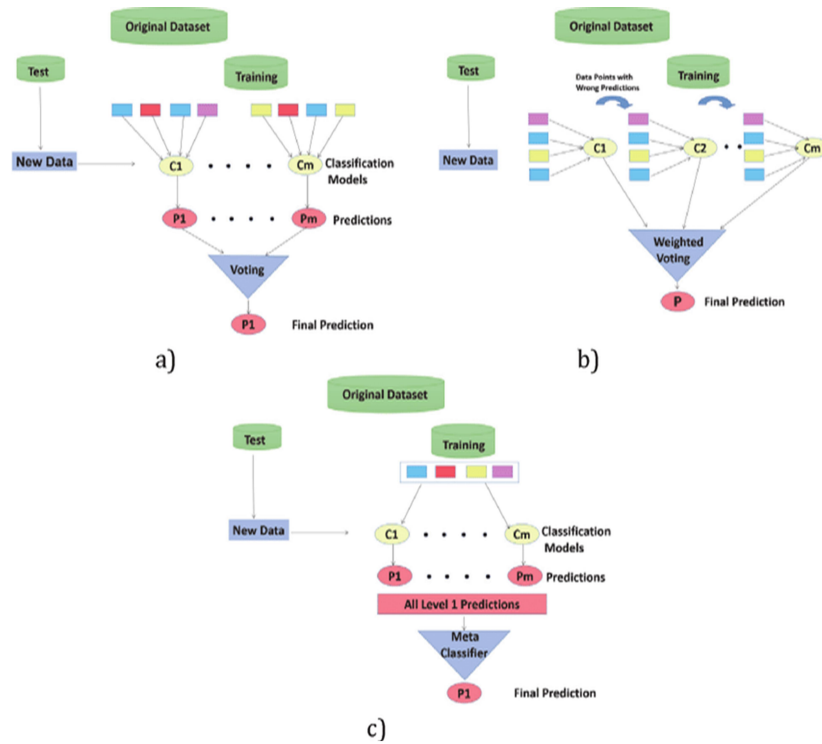 Original Dataset
Test
Training
New Data
C1
Cm
Classification
Models
P1
Pm
Predictions
Voting
P1
Final Prediction
a)
Original Dataset
Test
Data Points with
Wrong Predictions
Training
New Data
C1
C2
Cm
Weighted
Voting
P
Final Prediction
b)
Original Dataset
Test
Training
New Data
C1
Cm
Classification
Models
P1
Pm
Predictions
All Level 1 Predictions
Meta
Classifier
P1
Final Prediction
c)